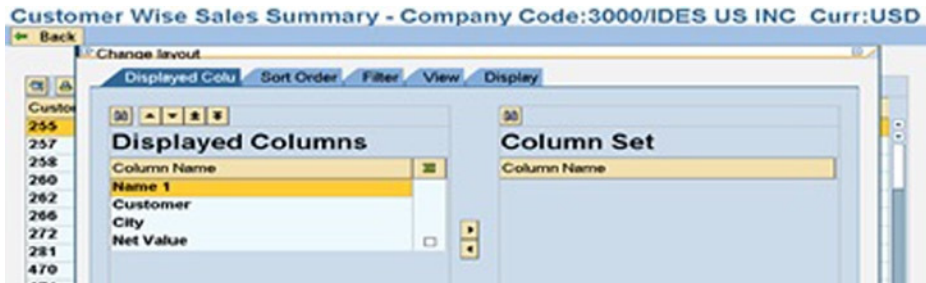 Customer Wise Sales Summary - Company Code:3000/IDES US INC Curr:USD
Back
Change layout
Displayed Colu Sort Order Filter View Display
Custo
255
257
258
260
262
266
272
281
470
Displayed Columns
Column Name
Name 1
Customer
City
Net Value
Column Set
Column Name